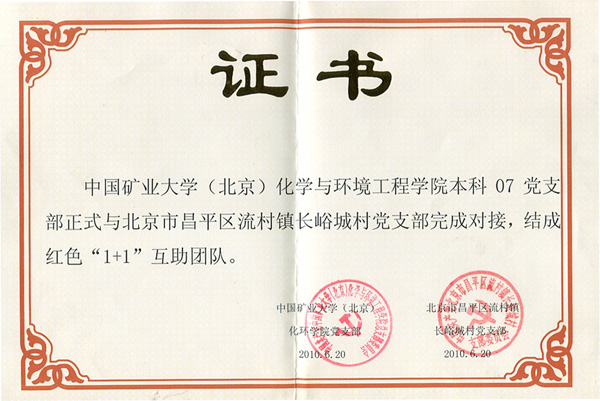 证书
中国矿业大学（北京）化学与环境工程学院本科 07 党支
部正式与北京市昌平区流村镇长峪城村党支部完成对接，结成
红色“1+1”互助团队。
中国矿业大学（北京）
化环学院党支部
2010.6.20
北京市昌平区流村镇
长峪城村党支部
2010.6.20
支部委员会